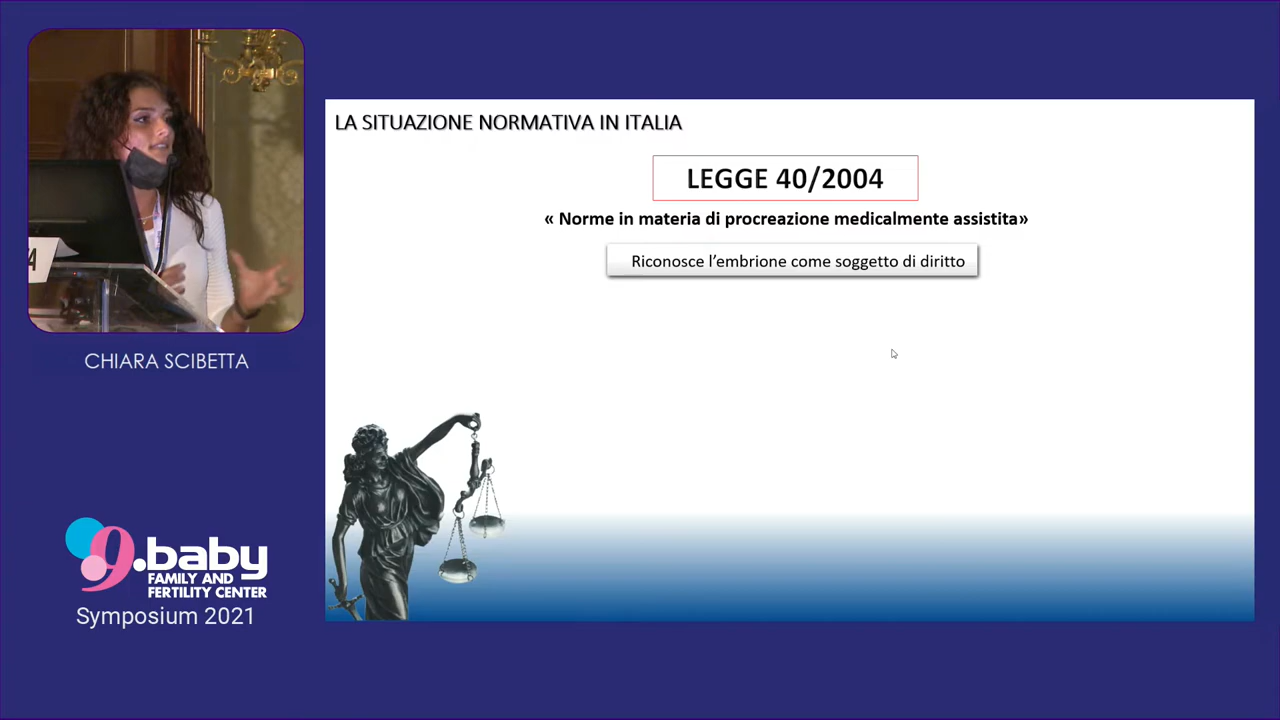 LA SITUAZIONE NORMATIVA IN ITALIA
LEGGE 40/2004
« Norme in materia di procreazione medicalmente assistita»
Riconosce l’embrione come soggetto di diritto
CHIARA SCIBETTA
9.baby
FAMILY AND
FERTILITY CENTER
Symposium 2021